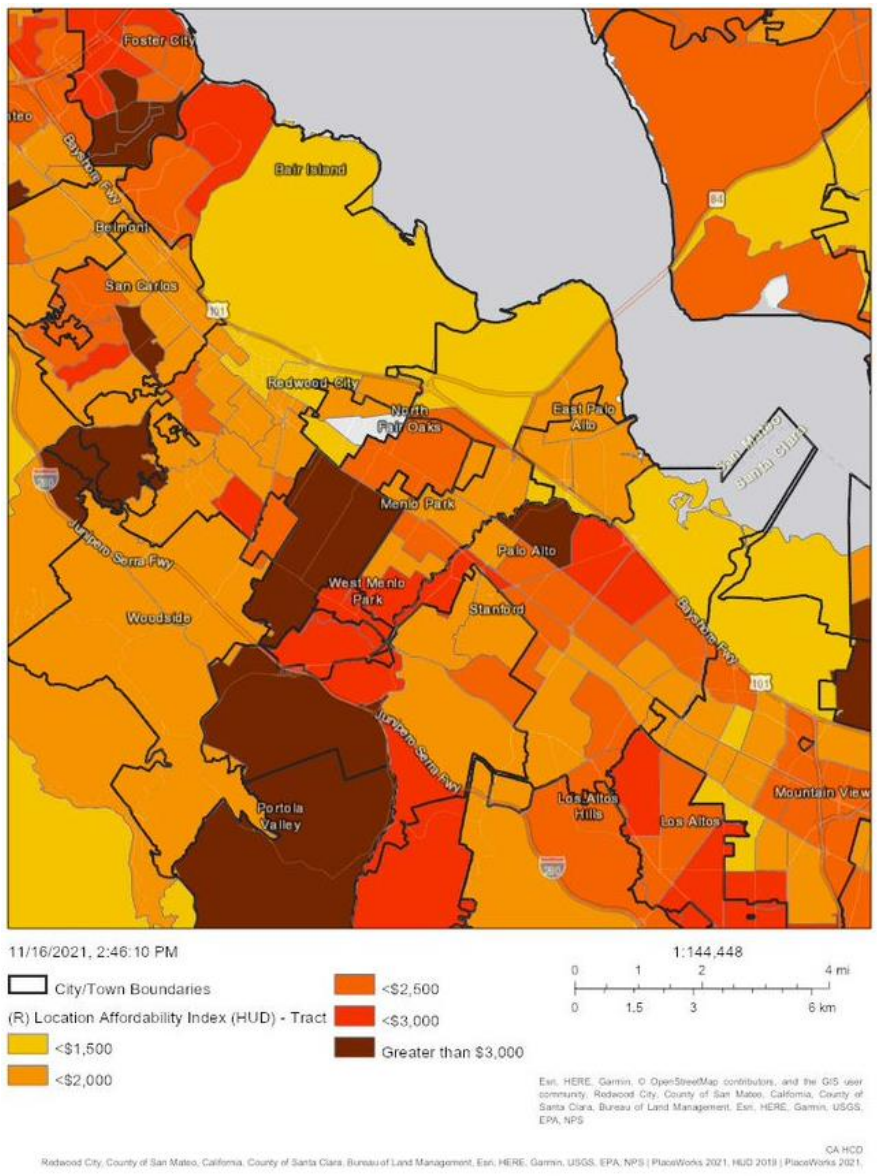 Foster City
ateo
Bayshore Fwy
Bair Island
84
Belmont
San Carlos
101
Redwood City
North
Fair Oaks
East Palo
Alto
San Mateo
Santa Clara
280
Menlo Park
Palo Alto
Junipero Serra Fwy
West Menlo
Park
Stanford
Woodside
Bayshore Fwy
101
Junipero Serra Fwy
Portola
Valley
Los Altos
Hills
Los Altos
Mountain View
280
11/16/2021, 2:46:10 PM
1:144,448
0 1 2 4 mi
0 1.5 3 6 km
City/Town Boundaries
(R) Location Affordability Index (HUD) - Tract
<$1,500
<$2,000
<$2,500
<$3,000
Greater than $3,000
Esri, HERE, Garmin, © OpenStreetMap contributors, and the GIS user
community, Redwood City, County of San Mateo, California, County of
Santa Clara, Bureau of Land Management, Esri, HERE, Garmin, USGS,
EPA, NPS
CA HCD
Redwood City, County of San Mateo, California, County of Santa Clara, Bureau of Land Management, Esri, HERE, Garmin, USGS, EPA, NPS | PlaceWorks 2021, HUD 2019 | PlaceWorks 2021,